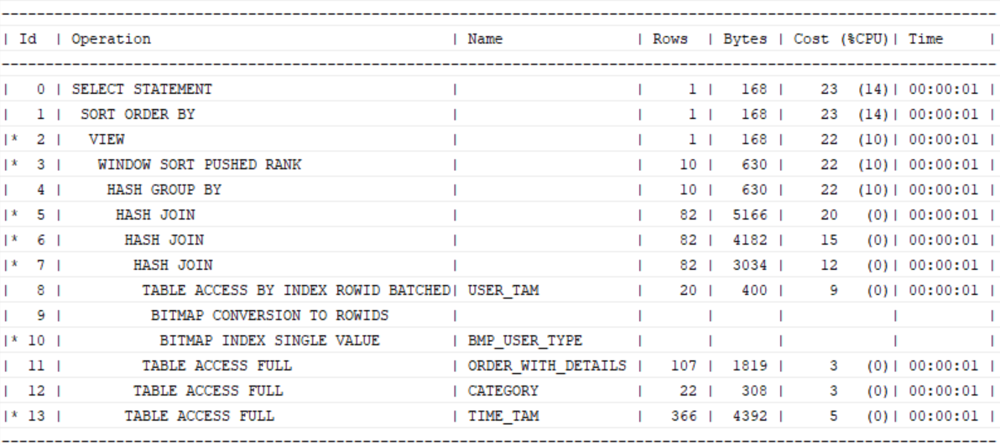 --------------------------------------------------------------------------------------------------------------------
| Id  | Operation                                  | Name               | Rows  | Bytes | Cost (%CPU)| Time     |
--------------------------------------------------------------------------------------------------------------------
|   0 | SELECT STATEMENT                           |                    |     1 |   168 |    23  (14)| 00:00:01 |
|   1 |  SORT ORDER BY                             |                    |     1 |   168 |    23  (14)| 00:00:01 |
|*  2 |   VIEW                                     |                    |     1 |   168 |    22  (10)| 00:00:01 |
|*  3 |    WINDOW SORT PUSHED RANK                 |                    |    10 |   630 |    22  (10)| 00:00:01 |
|   4 |     HASH GROUP BY                          |                    |    10 |   630 |    22  (10)| 00:00:01 |
|*  5 |      HASH JOIN                             |                    |    82 |  5166 |    20   (0)| 00:00:01 |
|*  6 |       HASH JOIN                            |                    |    82 |  4182 |    15   (0)| 00:00:01 |
|*  7 |        HASH JOIN                           |                    |    82 |  3034 |    12   (0)| 00:00:01 |
|   8 |         TABLE ACCESS BY INDEX ROWID BATCHED| USER_TAM           |    20 |   400 |     9   (0)| 00:00:01 |
|   9 |          BITMAP CONVERSION TO ROWIDS       |                    |       |       |            |          |
|* 10 |           BITMAP INDEX SINGLE VALUE        | BMP_USER_TYPE      |       |       |            |          |
|  11 |         TABLE ACCESS FULL                  | ORDER_WITH_DETAILS |   107 |  1819 |     3   (0)| 00:00:01 |
|  12 |        TABLE ACCESS FULL                   | CATEGORY           |    22 |   308 |     3   (0)| 00:00:01 |
|* 13 |       TABLE ACCESS FULL                    | TIME_TAM           |   366 |  4392 |     5   (0)| 00:00:01 |
--------------------------------------------------------------------------------------------------------------------